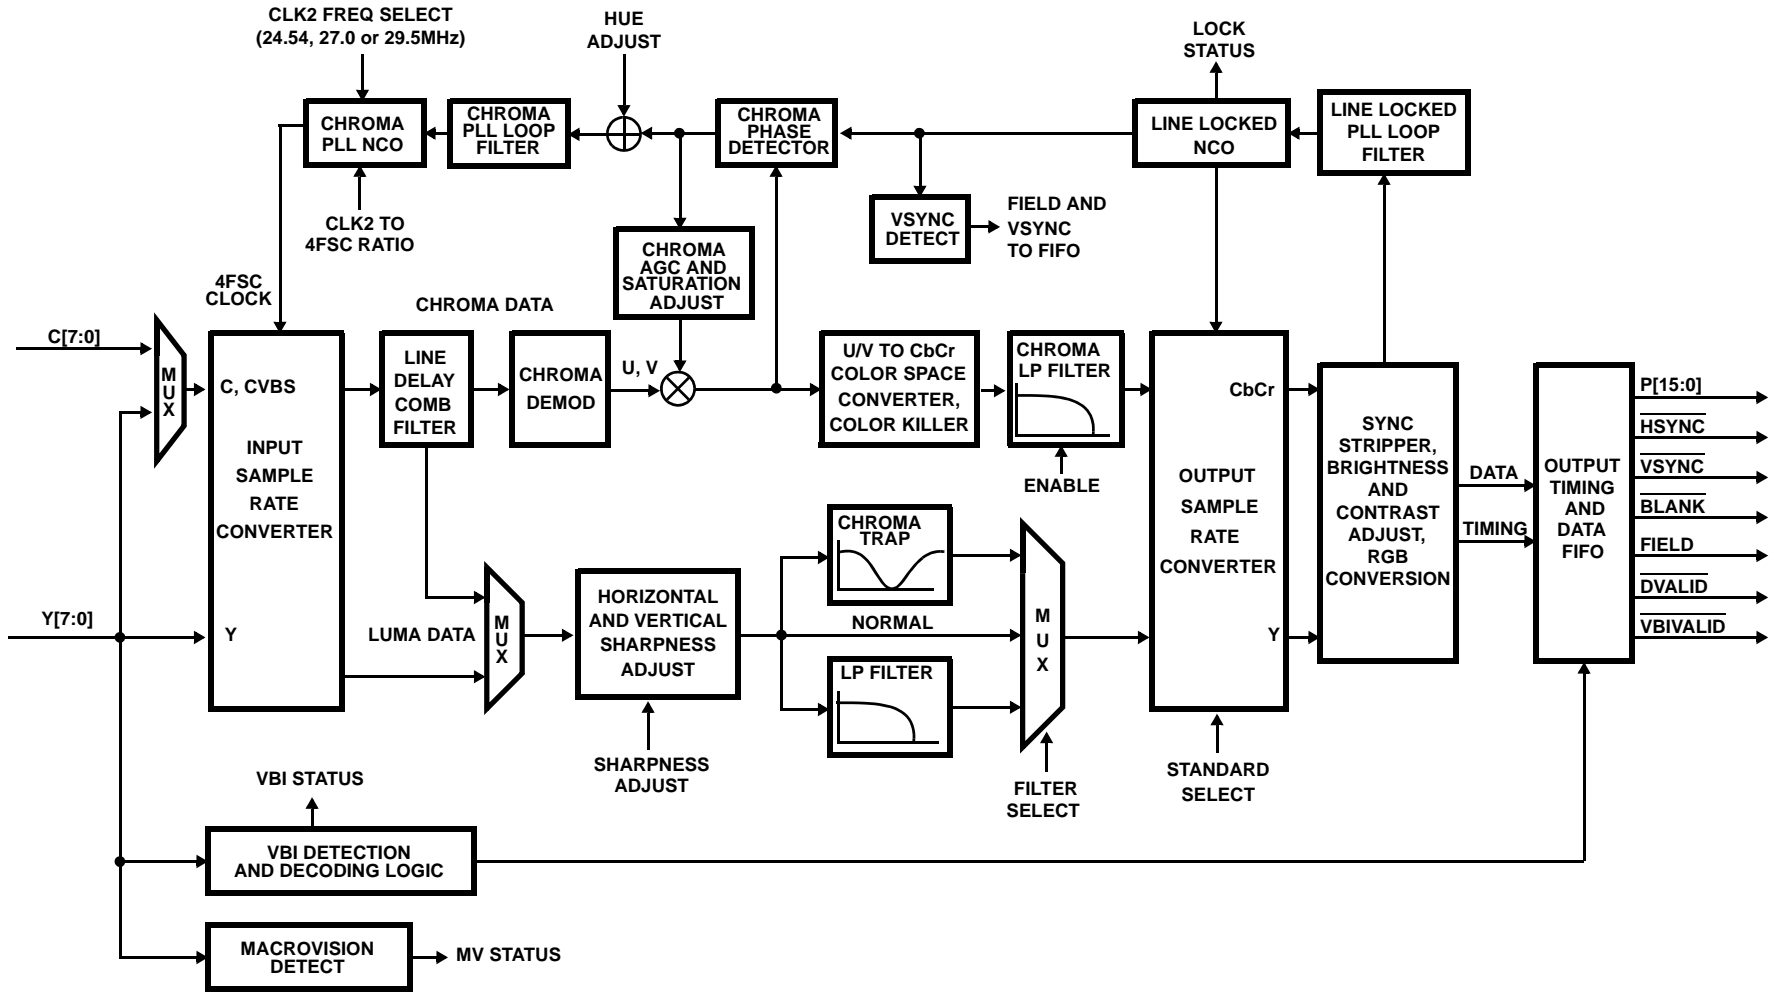 CLK2 FREQ SELECT
(24.54, 27.0 or 29.5MHz)
HUE
ADJUST
LOCK
STATUS
CHROMA
PLL NCO
CHROMA
PLL LOOP
FILTER
CHROMA
PHASE
DETECTOR
LINE LOCKED
NCO
LINE LOCKED
PLL LOOP
FILTER
CLK2 TO
4FSC RATIO
VSYNC
DETECT
FIELD AND
VSYNC
TO FIFO
CHROMA
AGC AND
SATURATION
ADJUST
4FSC
CLOCK
CHROMA DATA
C[7:0]
MUX
C, CVBS
INPUT
SAMPLE
RATE
CONVERTER
Y
LINE
DELAY
COMB
FILTER
CHROMA
DEMOD
U, V
U/V TO CbCr
COLOR SPACE
CONVERTER,
COLOR KILLER
CHROMA
LP FILTER
ENABLE
CbCr
OUTPUT
SAMPLE
RATE
CONVERTER
Y
SYNC
STRIPPER,
BRIGHTNESS
AND
CONTRAST
ADJUST,
RGB
CONVERSION
DATA
TIMING
OUTPUT
TIMING
AND
DATA
FIFO
P[15:0]
HSYNC
VSYNC
BLANK
FIELD
DVALID
VBIVALID
Y[7:0]
LUMA DATA
MUX
HORIZONTAL
AND VERTICAL
SHARPNESS
ADJUST
SHARPNESS
ADJUST
CHROMA
TRAP
NORMAL
LP FILTER
MUX
FILTER
SELECT
STANDARD
SELECT
VBI STATUS
VBI DETECTION
AND DECODING LOGIC
MACROVISION
DETECT
MV STATUS